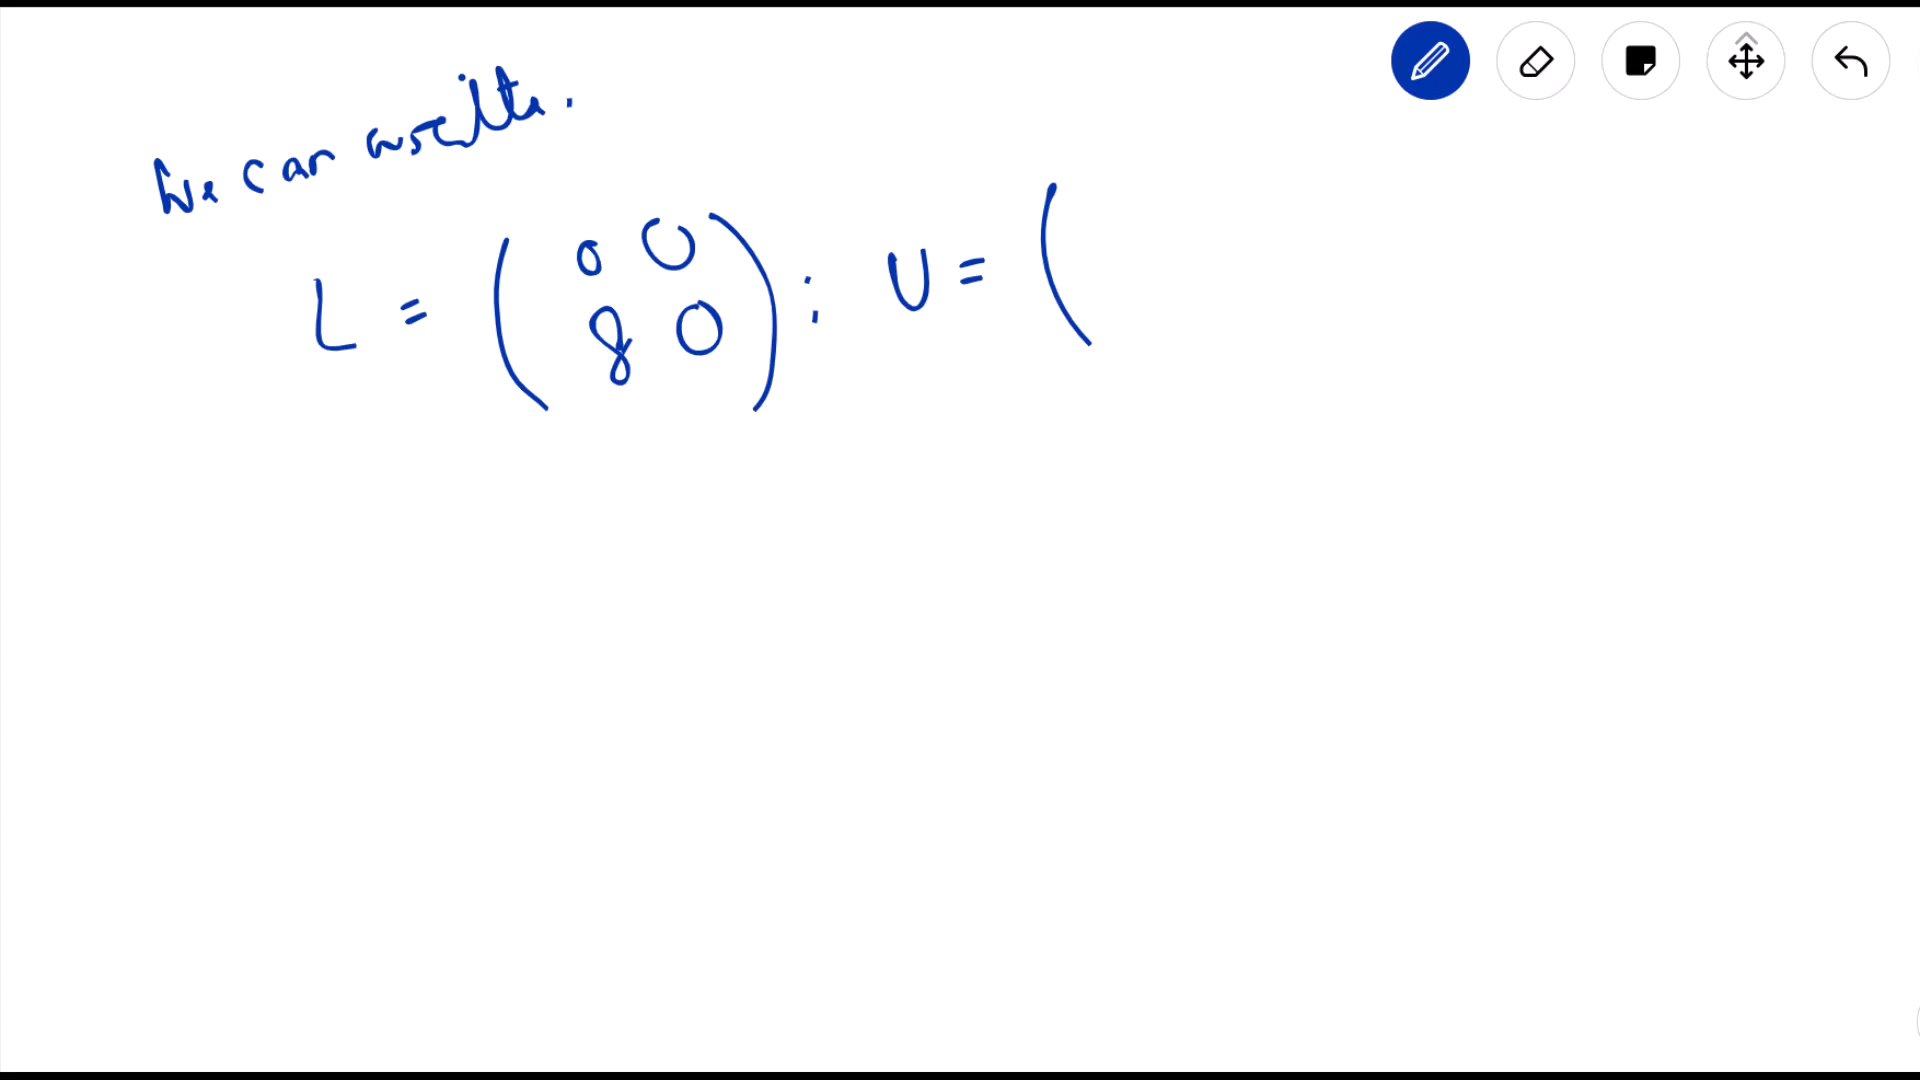 We can write.
L = ( 0 0 ; U = (
8 0 )